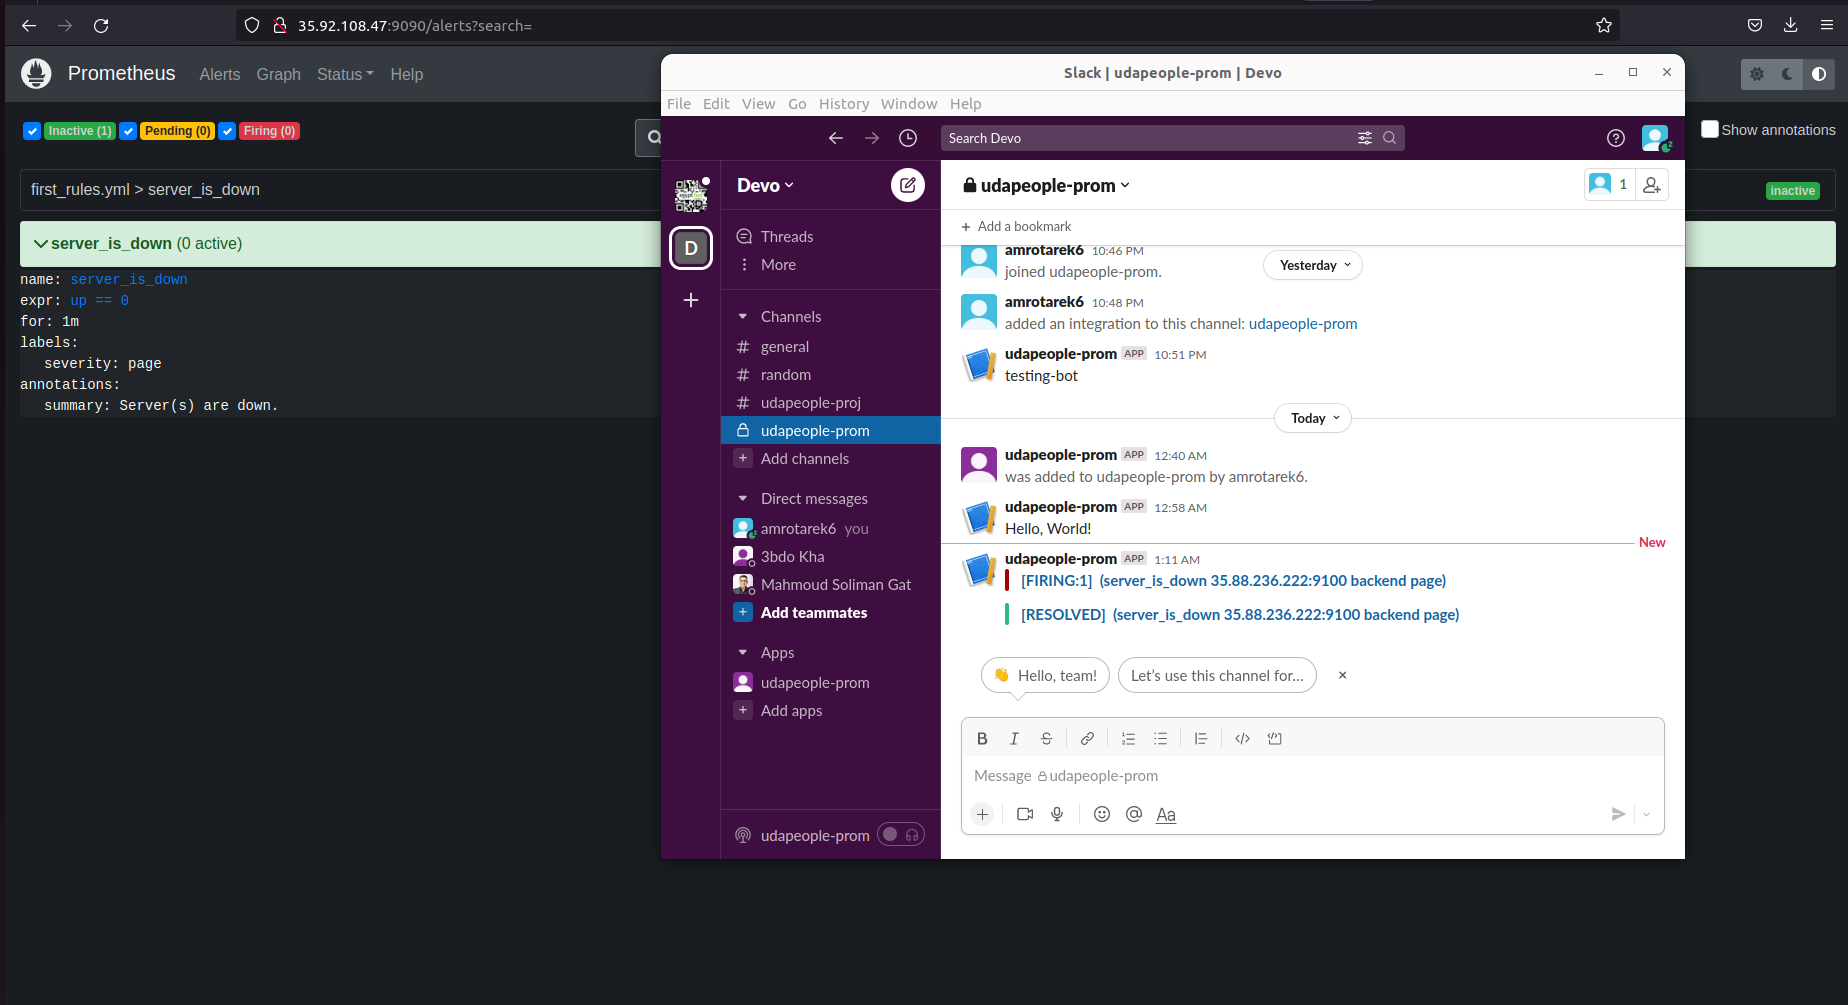 35.92.108.47:9090/alerts?search=
Prometheus Alerts Graph Status Help
Inactive (1) Pending (0) Firing (0)
Show annotations
first_rules.yml > server_is_down
inactive
server_is_down (0 active)
name: server_is_down
expr: up == 0
for: 1m
labels:
severity: page
annotations:
summary: Server(s) are down.
Slack | udapeople-prom | Devo
File Edit View Go History Window Help
Search Devo
Devo
D
Threads
More
Channels
general
random
udapeople-proj
udapeople-prom
Add channels
Direct messages
amrotarek6 you
3bdo Kha
Mahmoud Soliman Gat
Add teammates
Apps
udapeople-prom
Add apps
udapeople-prom
udapeople-prom
1
Add a bookmark
amrotarek6 10:46 PM
joined udapeople-prom.
Yesterday
amrotarek6 10:48 PM
added an integration to this channel: udapeople-prom
udapeople-prom APP 10:51 PM
testing-bot
Today
udapeople-prom APP 12:40 AM
was added to udapeople-prom by amrotarek6.
udapeople-prom APP 12:58 AM
Hello, World!
New
udapeople-prom APP 1:11 AM
[FIRING:1] (server_is_down 35.88.236.222:9100 backend page)
[RESOLVED] (server_is_down 35.88.236.222:9100 backend page)
👋 Hello, team!
Let's use this channel for...
B I S
Message udapeople-prom
Aa